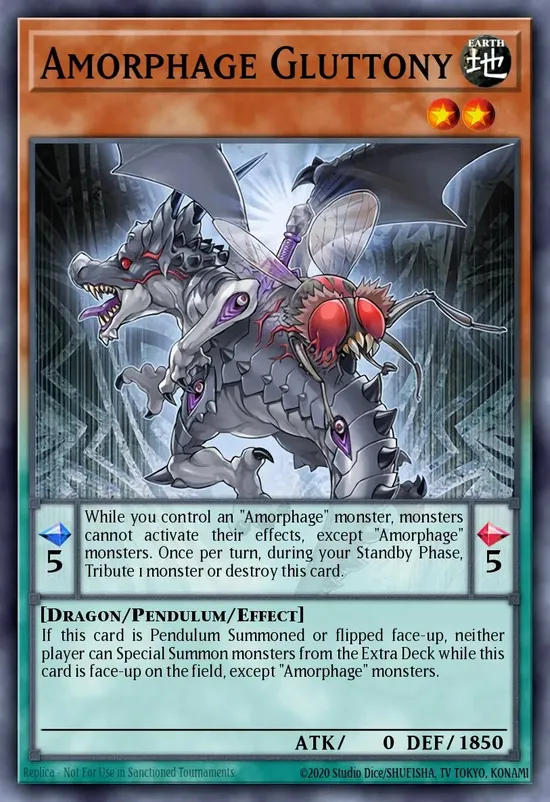 AMORPHAGE GLUTTONY
EARTH
地
While you control an "Amorphage" monster, monsters
cannot activate their effects, except "Amorphage"
monsters. Once per turn, during your Standby Phase,
Tribute 1 monster or destroy this card.
5
5
[DRAGON/PENDULUM/EFFECT]
If this card is Pendulum Summoned or flipped face-up, neither
player can Special Summon monsters from the Extra Deck while this
card is face-up on the field, except "Amorphage" monsters.
ATK/ 0 DEF/1850
Replica - Not For Use in Sanctioned Tournaments
©2020 Studio Dice/SHUEISHA, TV TOKYO, KONAMI